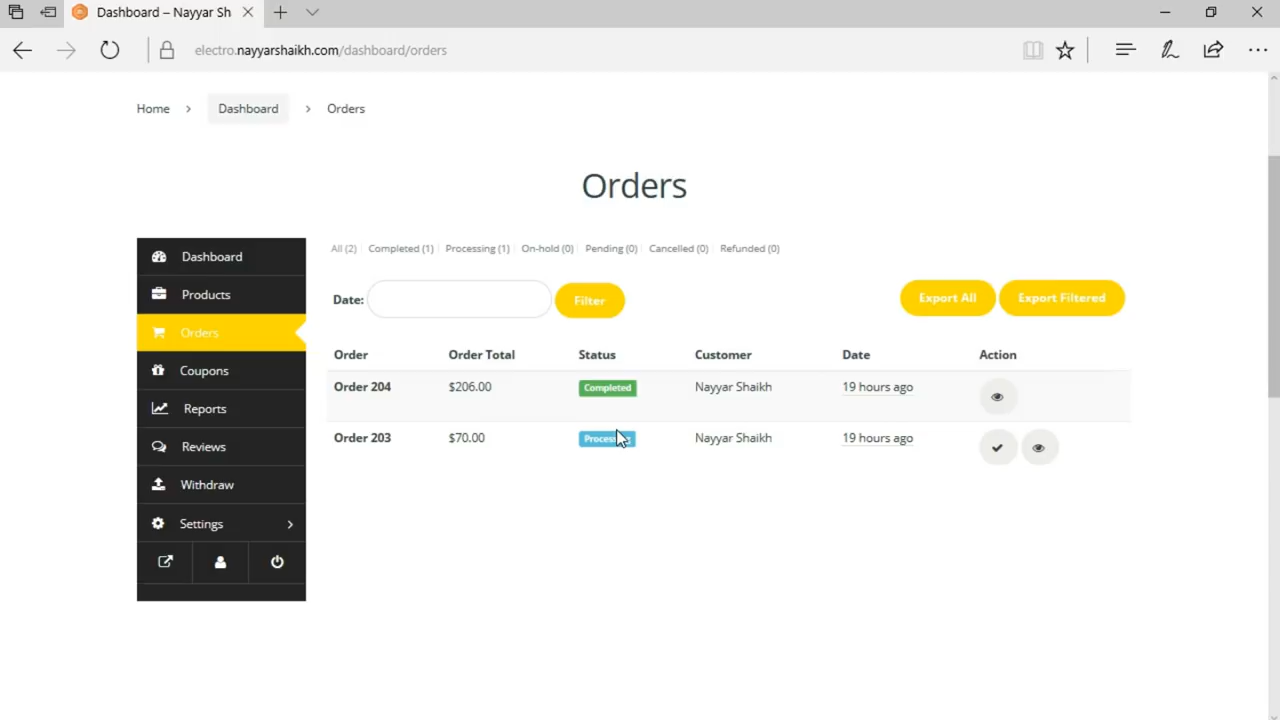 Dashboard – Nayyar Sh
electro.nayyarshaikh.com/dashboard/orders
Home > Dashboard > Orders
Orders
Dashboard
Products
Orders
Coupons
Reports
Reviews
Withdraw
Settings
All (2) Completed (1) Processing (1) On-hold (0) Pending (0) Cancelled (0) Refunded (0)
Date: Filter Export All Export Filtered
Order Order Total Status Customer Date Action
Order 204 $206.00 Completed Nayyar Shaikh 19 hours ago
Order 203 $70.00 Nayyar Shaikh 19 hours ago